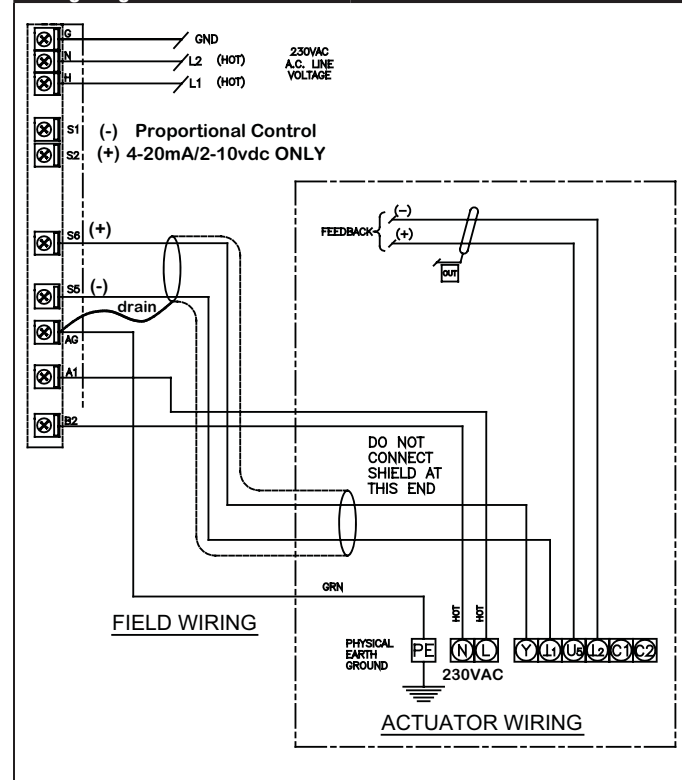 G
GND
N
L2 (HOT)
H
L1 (HOT)
230VAC
A.C. LINE
VOLTAGE
S1 (-) Proportional Control
S2 (+) 4-20mA/2-10vdc ONLY
S6 (+)
S5 (-)
drain
AG
A1
B2
FEEDBACK
(-)
(+)
OUT
DO NOT
CONNECT
SHIELD AT
THIS END
GRN
FIELD WIRING
HOT
HOT
PHYSICAL
EARTH
GROUND
PE
N L
Y ⊥1 U5 ⊥2 C1 C2
230VAC
ACTUATOR WIRING